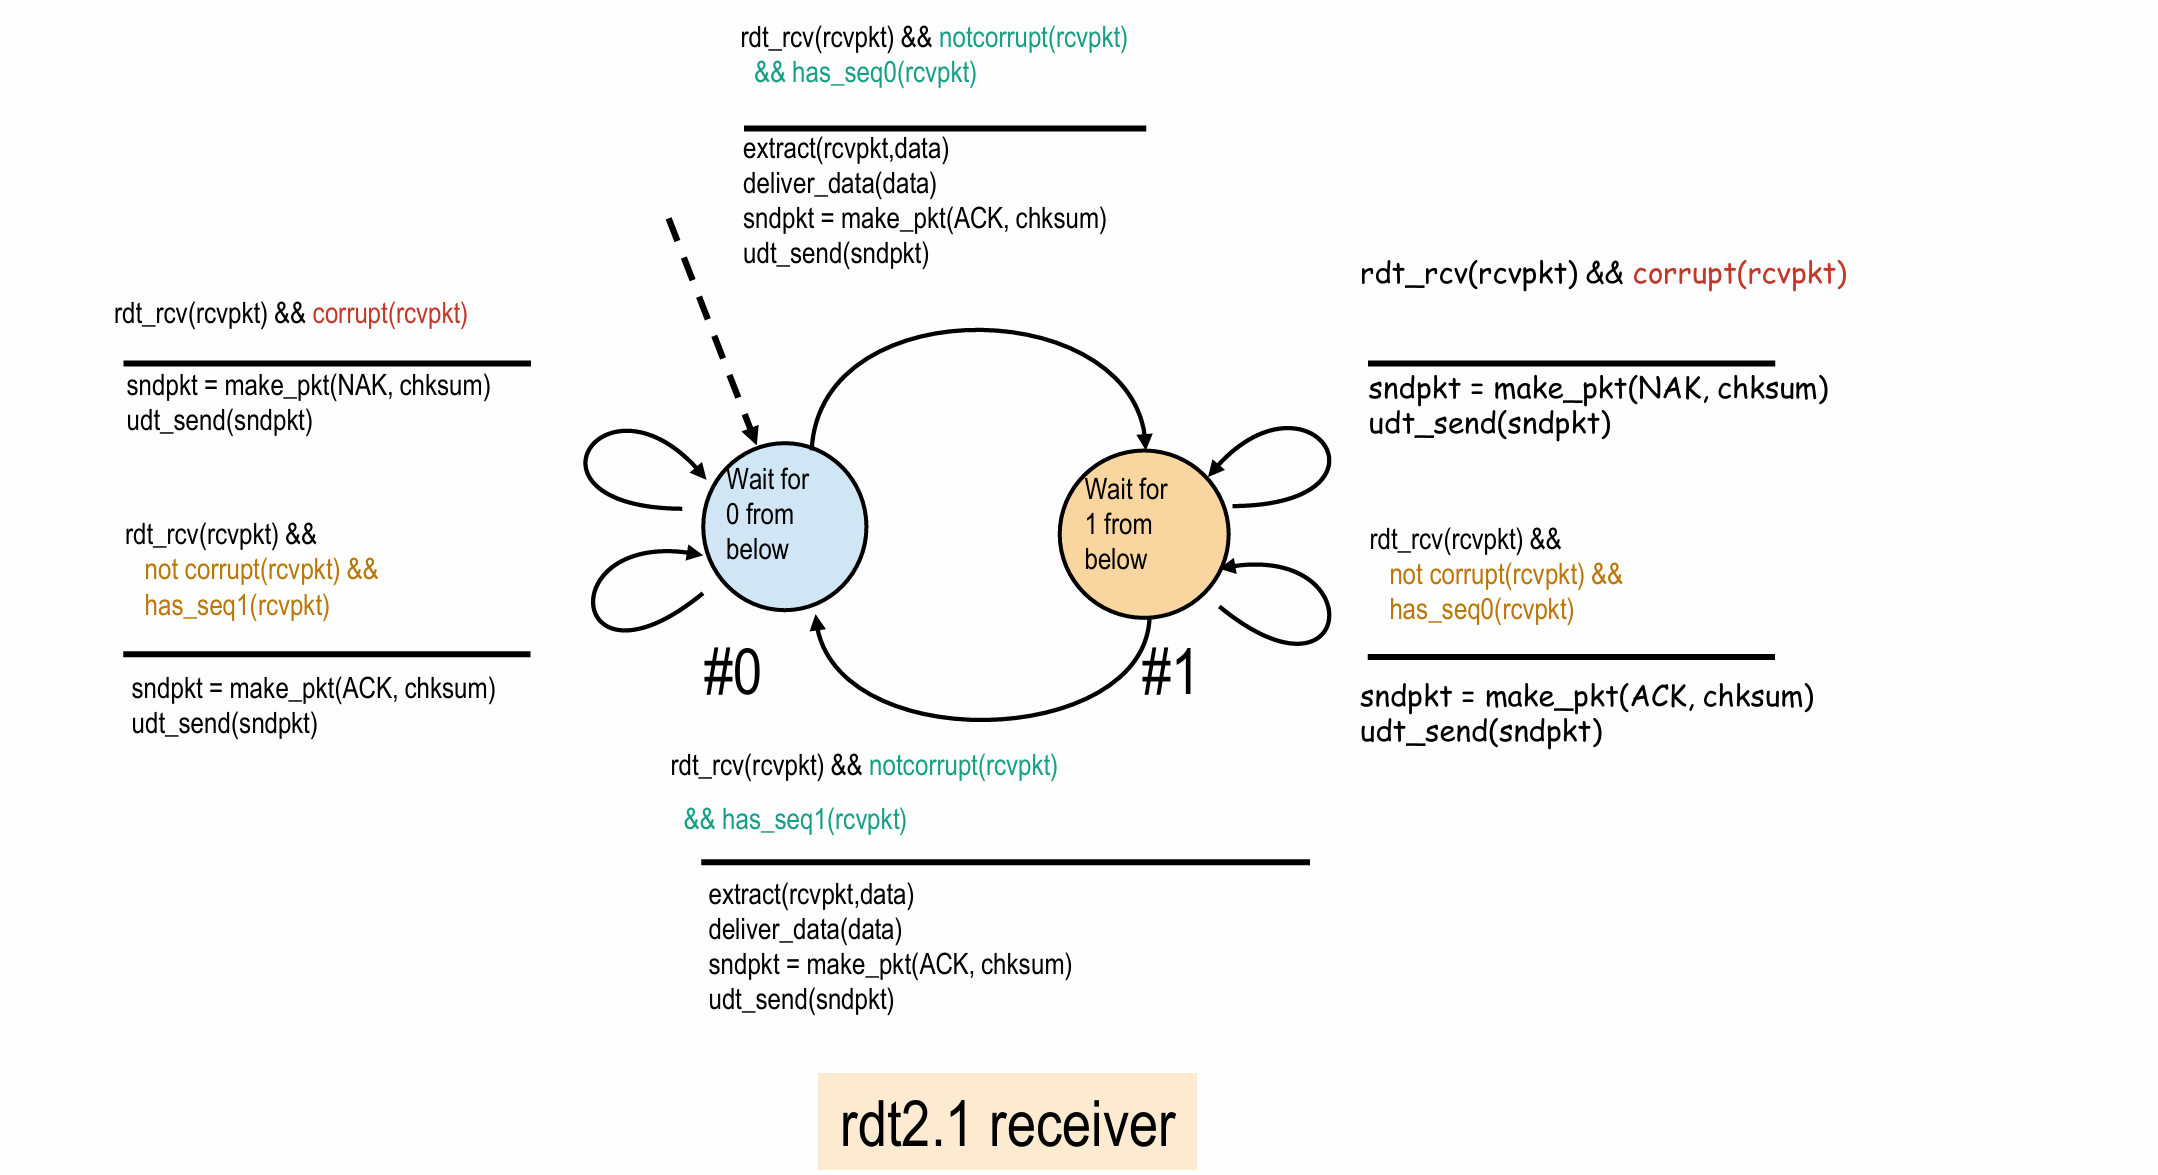 rdt_rcv(rcvpkt) && notcorrupt(rcvpkt)
&& has_seq0(rcvpkt)
extract(rcvpkt,data)
deliver_data(data)
sndpkt = make_pkt(ACK, chksum)
udt_send(sndpkt)
rdt_rcv(rcvpkt) && corrupt(rcvpkt)
sndpkt = make_pkt(NAK, chksum)
udt_send(sndpkt)
rdt_rcv(rcvpkt) &&
not corrupt(rcvpkt) &&
has_seq1(rcvpkt)
sndpkt = make_pkt(ACK, chksum)
udt_send(sndpkt)
Wait for
0 from
below
#0
Wait for
1 from
below
#1
rdt_rcv(rcvpkt) && corrupt(rcvpkt)
sndpkt = make_pkt(NAK, chksum)
udt_send(sndpkt)
rdt_rcv(rcvpkt) &&
not corrupt(rcvpkt) &&
has_seq0(rcvpkt)
sndpkt = make_pkt(ACK, chksum)
udt_send(sndpkt)
rdt_rcv(rcvpkt) && notcorrupt(rcvpkt)
&& has_seq1(rcvpkt)
extract(rcvpkt,data)
deliver_data(data)
sndpkt = make_pkt(ACK, chksum)
udt_send(sndpkt)
rdt2.1 receiver